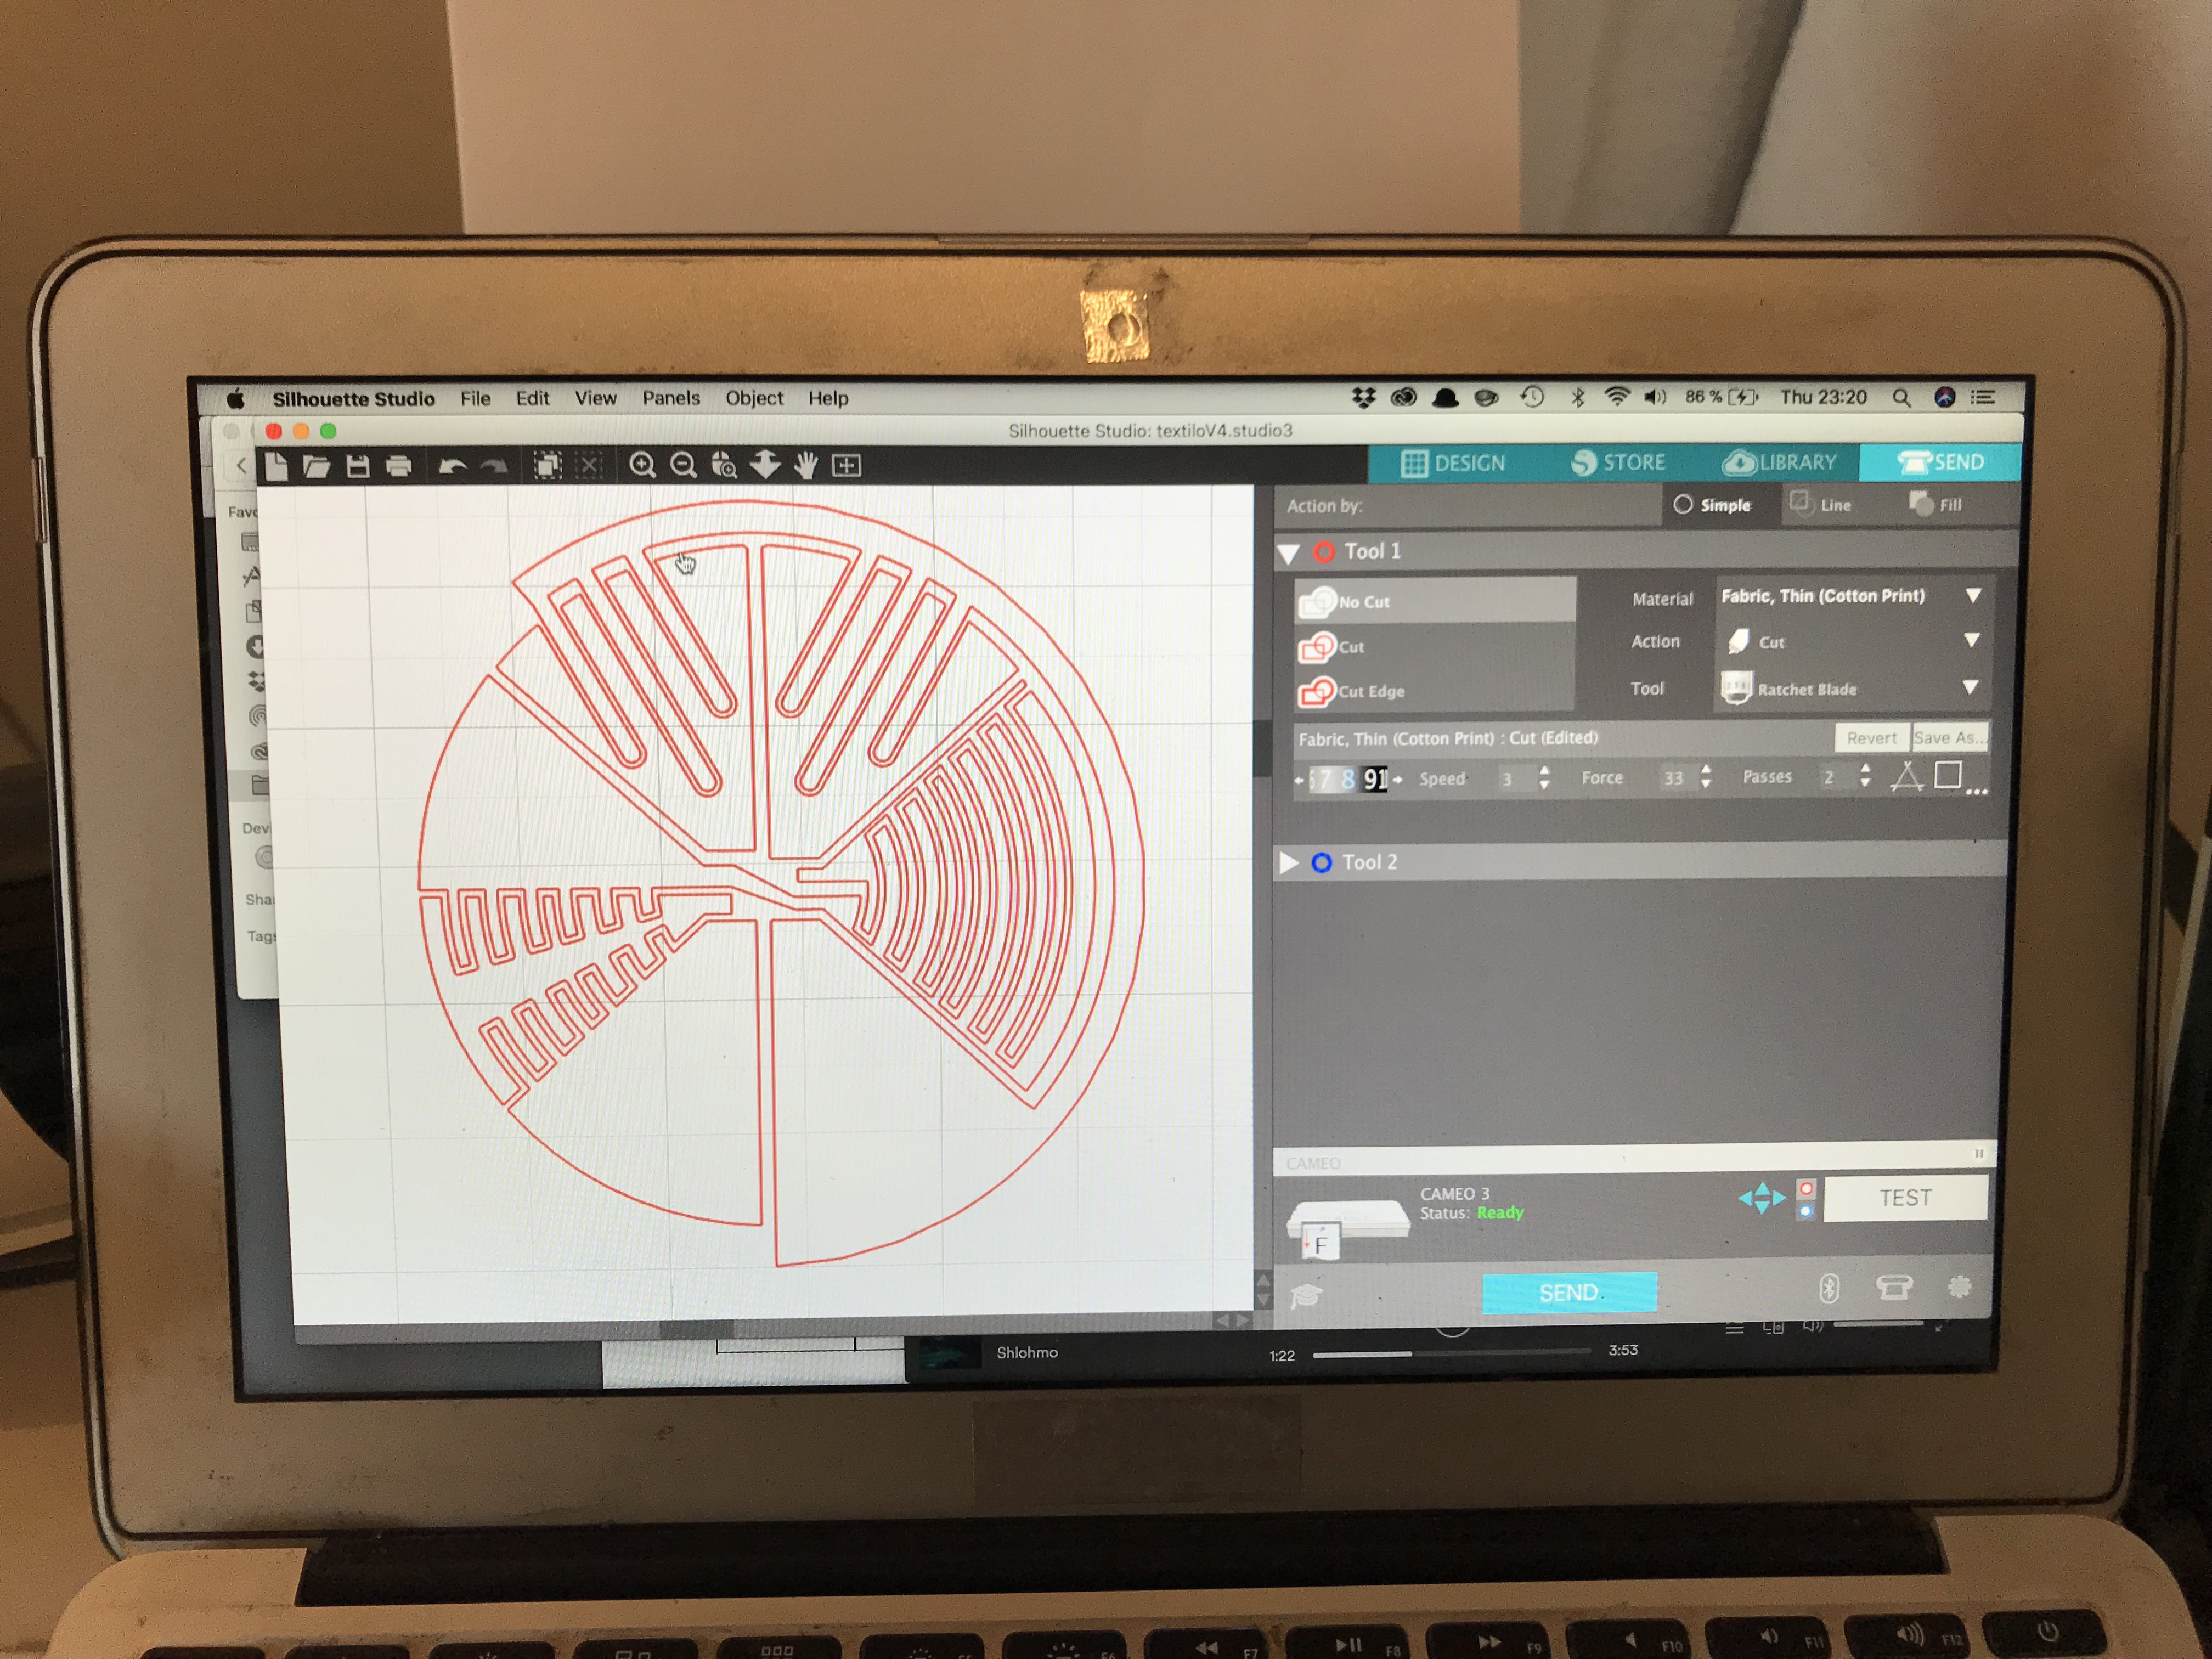 Silhouette Studio File Edit View Panels Object Help 86 % Thu 23:20
Silhouette Studio: textiloV4.studio3
DESIGN STORE LIBRARY SEND
Favo
Action by: Simple Line Fill
Tool 1
No Cut Material Fabric, Thin (Cotton Print)
Cut Action Cut
Cut Edge Tool Ratchet Blade
Fabric, Thin (Cotton Print) : Cut (Edited) Revert Save As...
7 8 9 Speed 3 Force 33 Passes 2
Devi
Tool 2
Sha
Tags
CAMEO
CAMEO 3
Status: Ready
TEST
F
SEND
Shlohmo 1:22 3:53
F7 F8 F9 F10 F11 F12